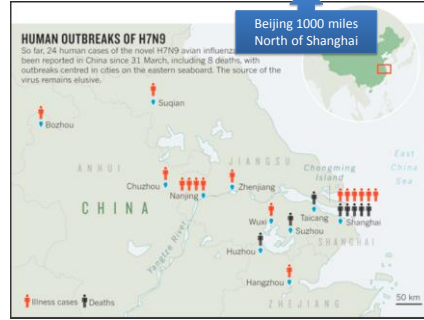 Beijing 1000 miles
North of Shanghai
HUMAN OUTBREAKS OF H7N9
So far, 24 human cases of the novel H7N9 avian influenza
been reported in China since 31 March, including 8 deaths, with
outbreaks centred in cities on the eastern seaboard. The source of the
virus remains elusive.
Suqian
Bozhou
ANHUI
JIANGSU
Chongming
Island
East
China
Sea
Chuzhou
Nanjing
Zhenjiang
CHINA
Taicang
Wuxi
Shanghai
Suzhou
SHANGHAI
Yangtze River
Huzhou
Hangzhou
ZHEJIANG
50 km
Illness cases
Deaths